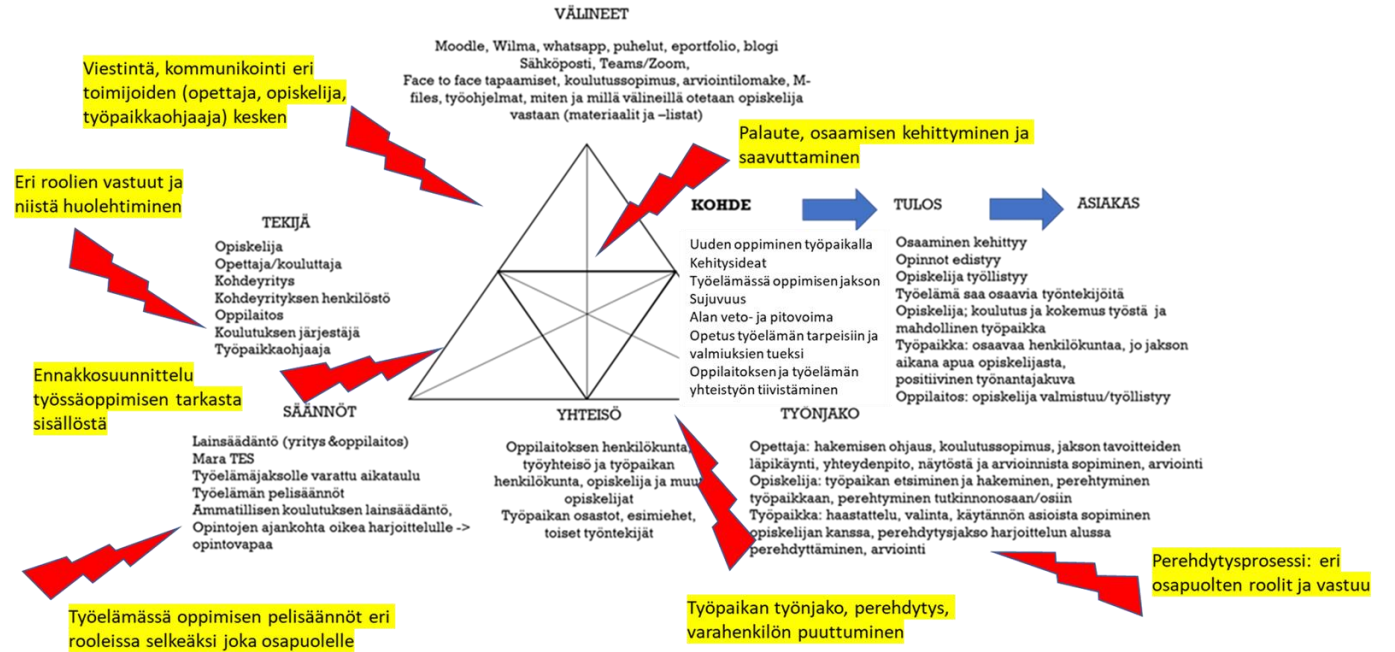 VÄLINEET
Moodle, Wilma, whatsapp, puhelut, eportfolio, blogi
Sähköposti, Teams/Zoom,
Face to face tapaamiset, koulutussopimus, arviointilomake, M-
files, työohjelmat, miten ja millä välineillä otetaan opiskelija
vastaan (materiaalit ja –listat)
Viestintä, kommunikointi eri
toimijoiden (opettaja, opiskelija,
työpaikkaohjaaja) kesken
Palaute, osaamisen kehittyminen ja
saavuttaminen
Eri roolien vastuut ja
niistä huolehtiminen
TEKIJÄ
Opiskelija
Opettaja/kouluttaja
Kohdeyritys
Kohdeyrityksen henkilöstö
Oppilaitos
Koulutuksen järjestäjä
Työpaikkaohjaaja
KOHDE
Uuden oppiminen työpaikalla
Kehitysideat
Työelämässä oppimisen jakson
Sujuvuus
Alan veto- ja pitovoima
Opetus työelämän tarpeisiin ja
valmiuksien tueksi
Oppilaitoksen ja työelämän
yhteistyön tiivistäminen
TULOS
Osaaminen kehittyy
Opinnot edistyy
Opiskelija työllistyy
Työelämä saa osaavia työntekijöitä
Opiskelija; koulutus ja kokemus työstä ja
mahdollinen työpaikka
Työpaikka: osaavaa henkilökuntaa, jo jakson
aikana apua opiskelijasta,
positiivinen työnantajakuva
Oppilaitos: opiskelija valmistuu/työllistyy
ASIAKAS
Ennakkosuunnittelu
työssäoppimisen tarkasta
sisällöstä
SÄÄNNÖT
Lainsäädäntö (yritys &oppilaitos)
Mara TES
Työelämäjaksolle varattu aikataulu
Työelämän pelisäännöt
Ammatillisen koulutuksen lainsäädäntö,
Opintojen ajankohta oikea harjoittelulle ->
opintovapaa
YHTEISÖ
Oppilaitoksen henkilökunta,
työyhteisö ja työpaikan
henkilökunta, opiskelija ja muut
opiskelijat
Työpaikan osastot, esimiehet,
toiset työntekijät
TYÖNJAKO
Opettaja: hakemisen ohjaus, koulutussopimus, jakson tavoitteiden
läpikäynti, yhteydenpito, näytöstä ja arvioinnista sopiminen, arviointi
Opiskelija: työpaikan etsiminen ja hakeminen, perehtyminen
työpaikkaan, perehtyminen tutkinnonosaan/osiin
Työpaikka: haastattelu, valinta, käytännön asioista sopiminen
opiskelijan kanssa, perehdytysjakso harjoittelun alussa
perehdyttäminen, arviointi
Työelämässä oppimisen pelisäännöt eri
rooleissa selkeäksi joka osapuolelle
Työpaikan työnjako, perehdytys,
varahenkilön puuttuminen
Perehdytysprosessi: eri
osapuolten roolit ja vastuu